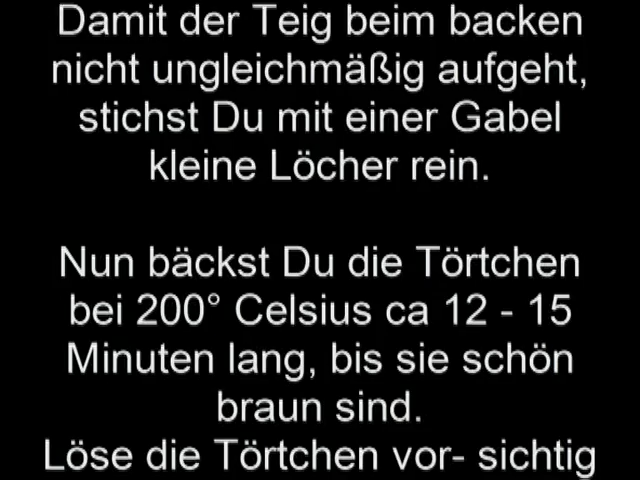 Damit der Teig beim backen
nicht ungleichmäßig aufgeht,
stichst Du mit einer Gabel
kleine Löcher rein.
Nun bäckst Du die Törtchen
bei 200° Celsius ca 12 - 15
Minuten lang, bis sie schön
braun sind.
Löse die Törtchen vor- sichtig